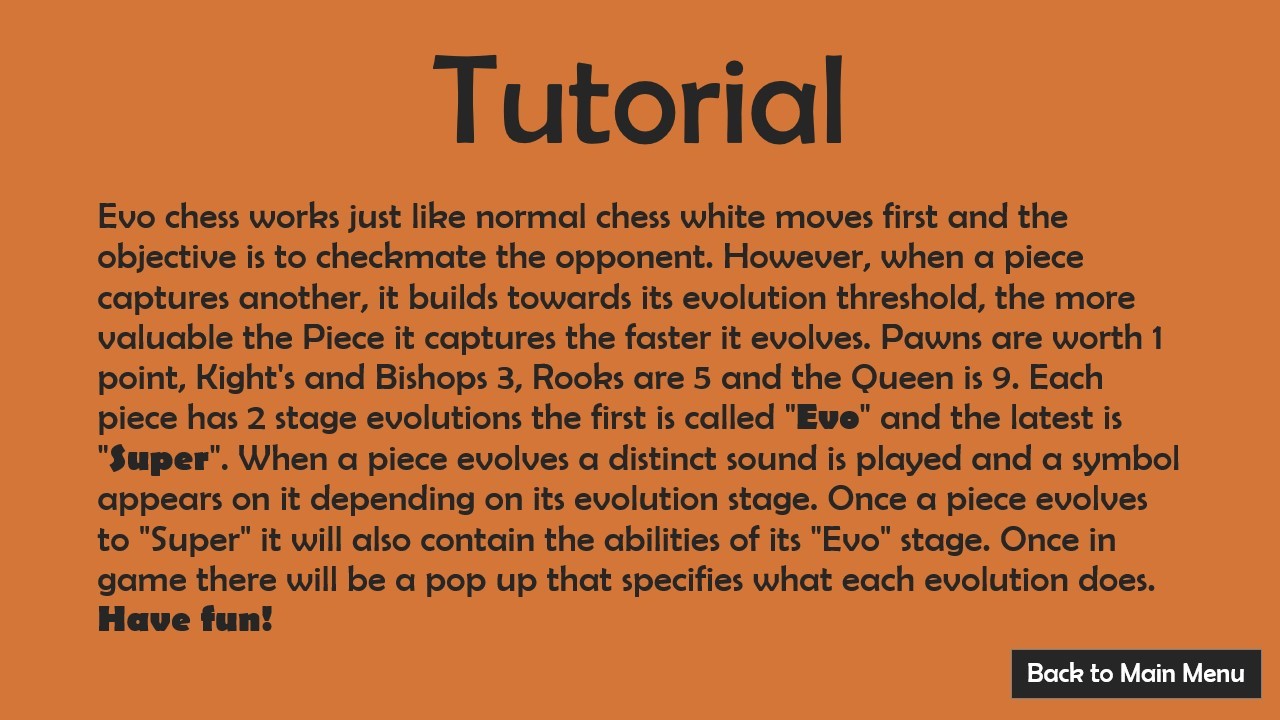 Tutorial
Evo chess works just like normal chess white moves first and the
objective is to checkmate the opponent. However, when a piece
captures another, it builds towards its evolution threshold, the more
valuable the Piece it captures the faster it evolves. Pawns are worth 1
point, Kight's and Bishops 3, Rooks are 5 and the Queen is 9. Each
piece has 2 stage evolutions the first is called "Evo" and the latest is
"Super". When a piece evolves a distinct sound is played and a symbol
appears on it depending on its evolution stage. Once a piece evolves
to "Super" it will also contain the abilities of its "Evo" stage. Once in
game there will be a pop up that specifies what each evolution does.
Have fun!
Back to Main Menu